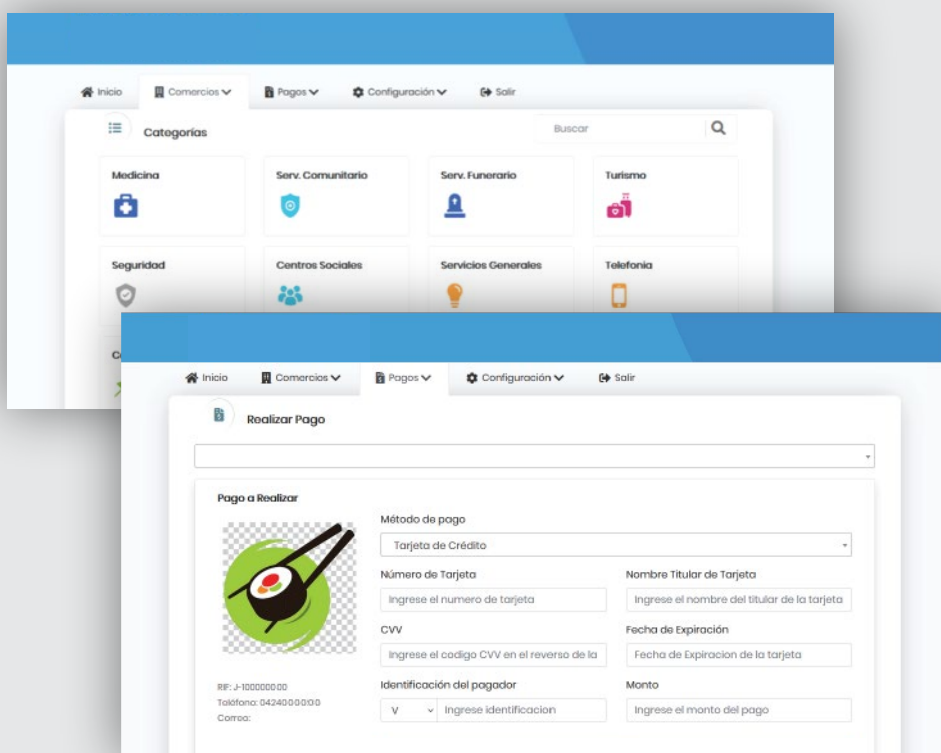 Inicio Comercios Pagos Configuración Salir
Categorías Buscar
Medicina Serv. Comunitario Serv. Funerario Turismo
Seguridad Centros Sociales Servicios Generales Telefonia
Inicio Comercios Pagos Configuración Salir
Realizar Pago
Pago a Realizar
Método de pago
Tarjeta de Crédito
Número de Tarjeta Nombre Titular de Tarjeta
Ingrese el numero de tarjeta Ingrese el nombre del titular de la tarjeta
CVV Fecha de Expiración
Ingrese el codigo CVV en el reverso de la Fecha de Expiracion de la tarjeta
Identificación del pagador Monto
V Ingrese identificacion Ingrese el monto del pago
RIF: J-100000000
Teléfono: 04240000000
Correo: